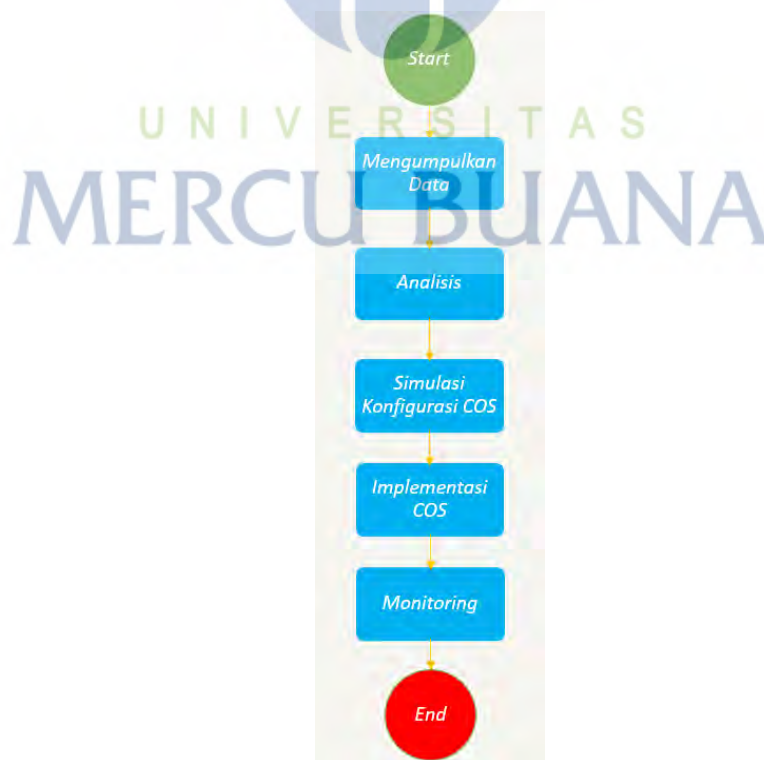 Start
UNIVERSITAS
Mengumpulkan
Data
MERCU BUANA
Analisis
Simulasi
Konfigurasi COS
Implementasi
COS
Monitoring
End